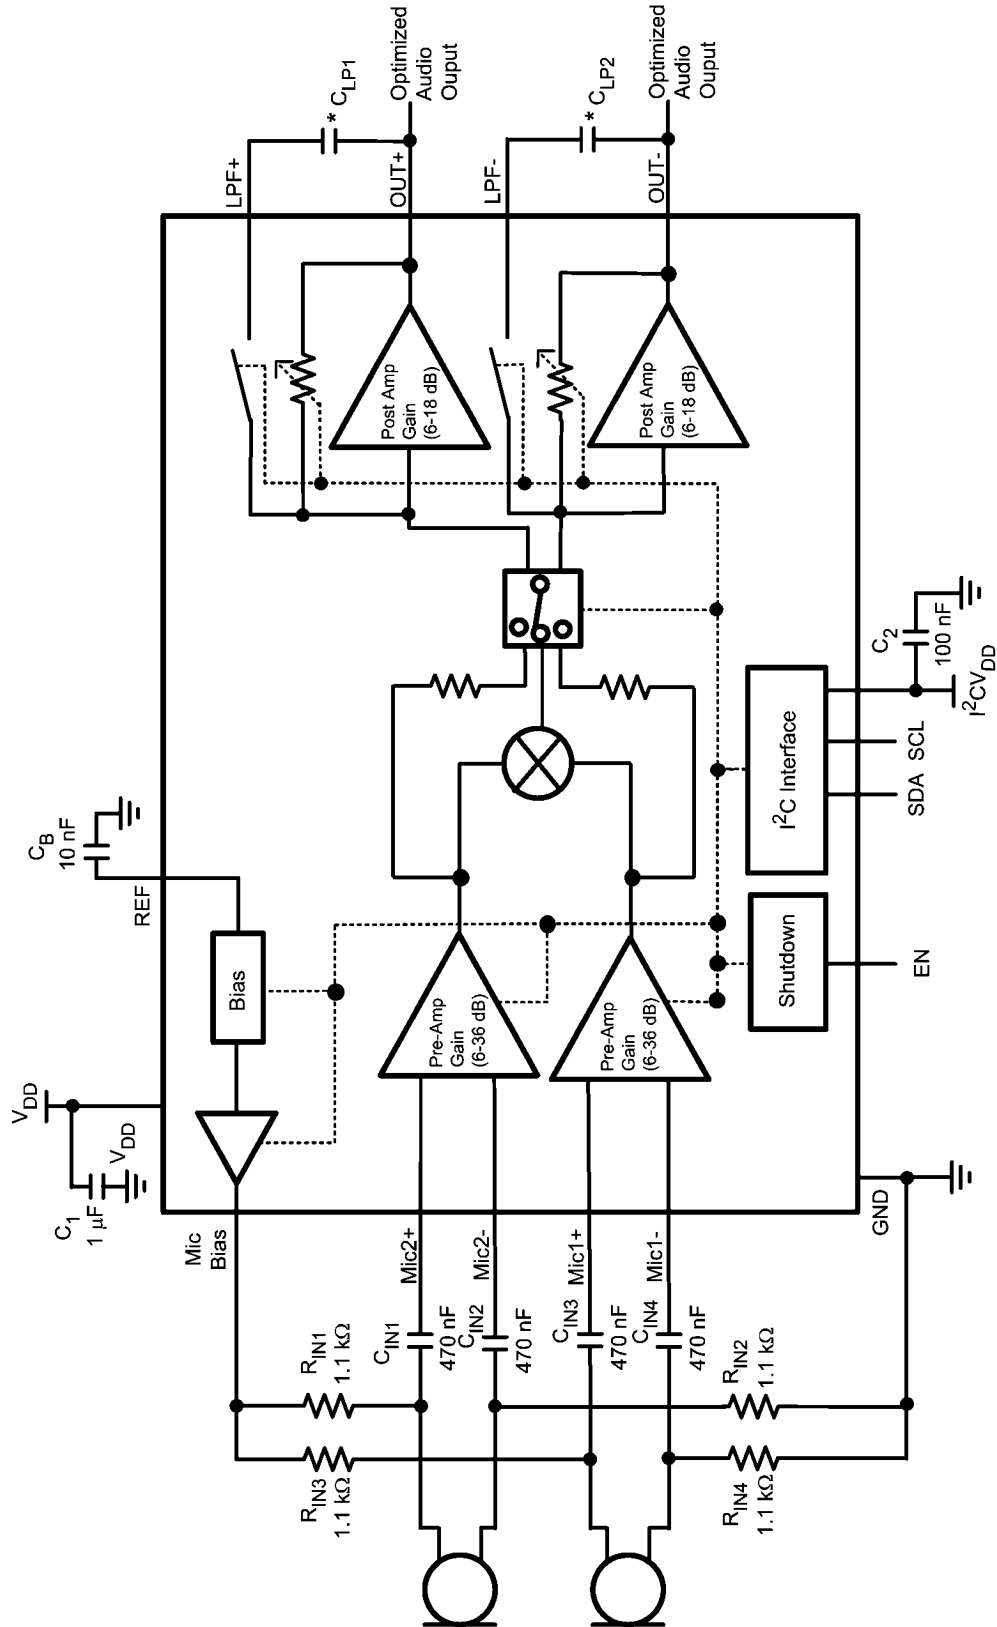 V_DD
C_1
1 µF
V_DD
Mic
Bias
REF
C_B
10 nF
Bias
LPF+
* C_LP1
OUT+
Optimized
Audio
Ouput
LPF-
* C_LP2
OUT-
Optimized
Audio
Ouput
Post Amp
Gain
(6-18 dB)
Post Amp
Gain
(6-18 dB)
Pre-Amp
Gain
(6-36 dB)
Pre-Amp
Gain
(6-36 dB)
R_IN1
1.1 kΩ
R_IN3
1.1 kΩ
C_IN1
470 nF
Mic2+
C_IN2
470 nF
Mic2-
C_IN3
470 nF
Mic1+
C_IN4
470 nF
Mic1-
R_IN2
1.1 kΩ
R_IN4
1.1 kΩ
GND
Shutdown
EN
I²C Interface
SDA
SCL
I²CV_DD
C_2
100 nF